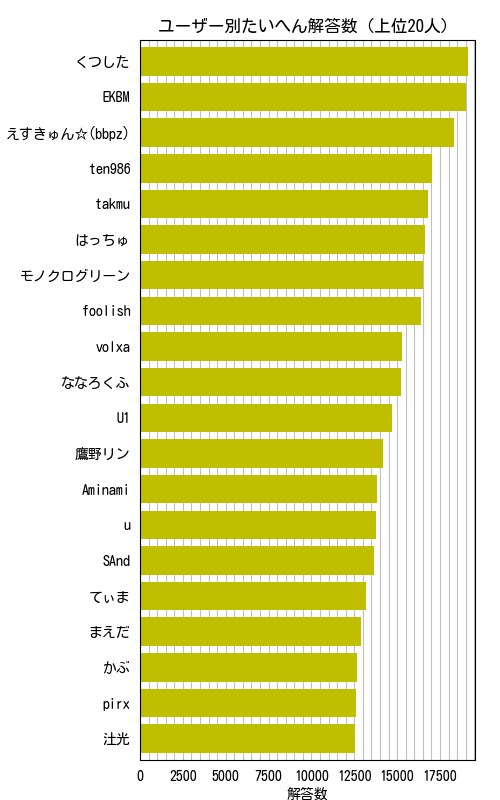 ユーザー別たいへん解答数（上位20人）
くつした
EKBM
えすきゅん☆(bbpz)
ten986
takmu
はっちゅ
モノクログリーン
foolish
volxa
ななろくふ
U1
鷹野リン
Aminami
u
SAnd
てぃま
まえだ
かぶ
pirx
注光
0 2500 5000 7500 10000 12500 15000 17500
解答数